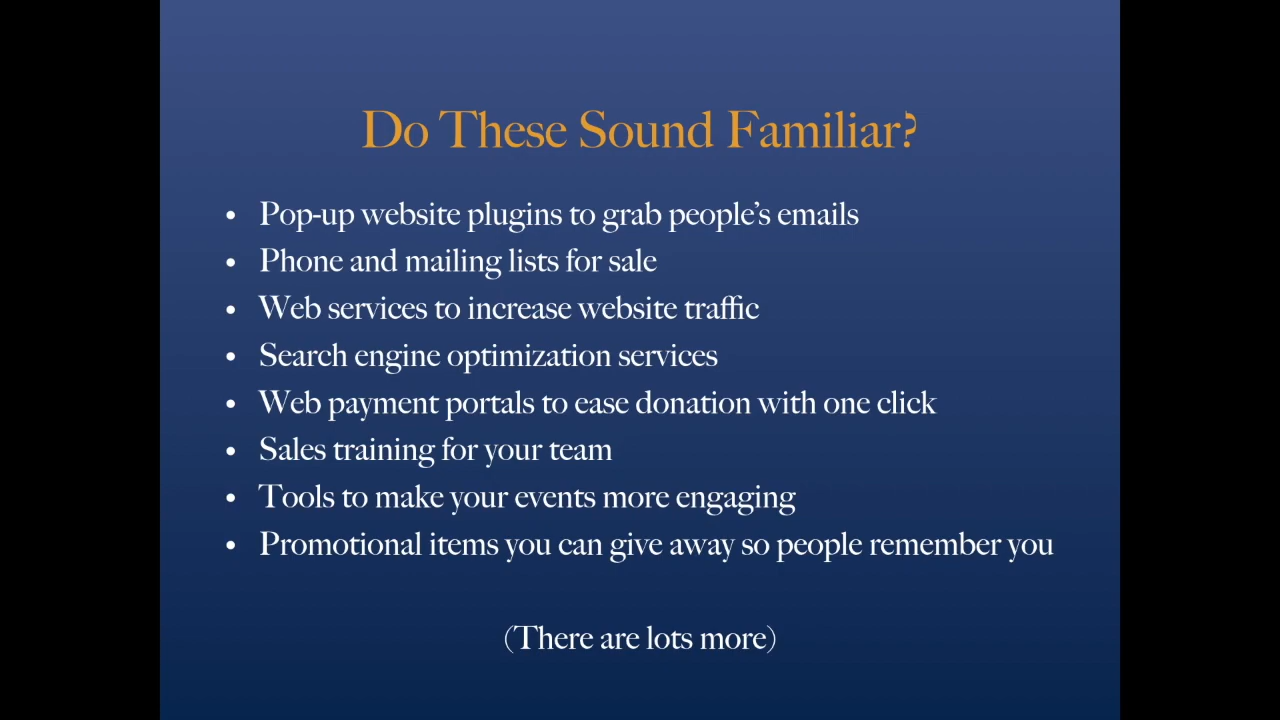 Do These Sound Familiar?
• Pop-up website plugins to grab people’s emails
• Phone and mailing lists for sale
• Web services to increase website traffic
• Search engine optimization services
• Web payment portals to ease donation with one click
• Sales training for your team
• Tools to make your events more engaging
• Promotional items you can give away so people remember you
(There are lots more)